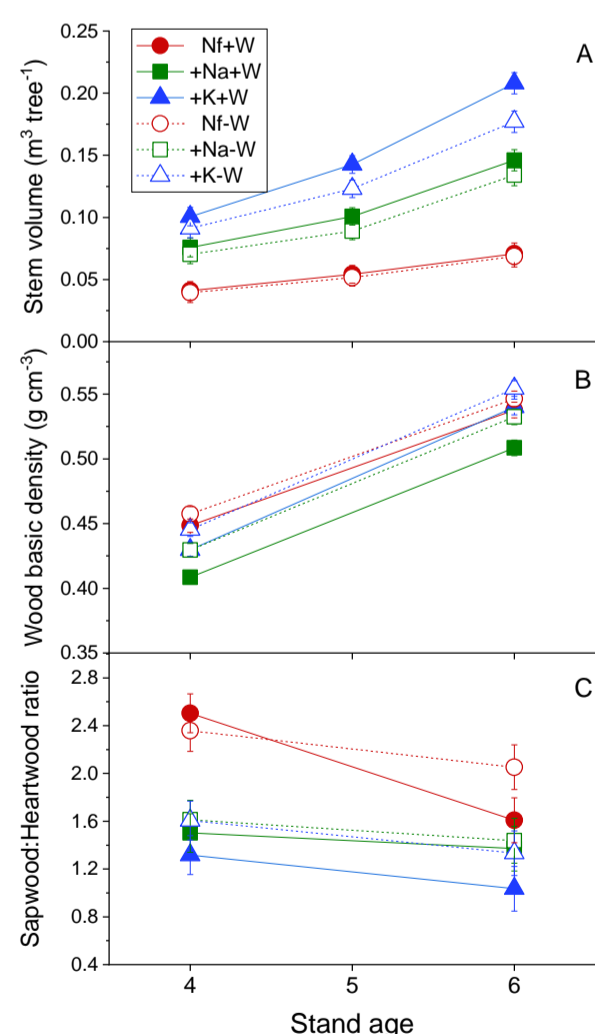 0.25
0.20
0.15
0.10
0.05
0.00
Stem volume (m³ tree⁻¹)
Nf+W
+Na+W
+K+W
Nf-W
+Na-W
+K-W
A
0.55
0.50
0.45
0.40
0.35
Wood basic density (g cm⁻³)
B
2.8
2.4
2.0
1.6
1.2
0.8
0.4
Sapwood:Heartwood ratio
C
4 5 6
Stand age